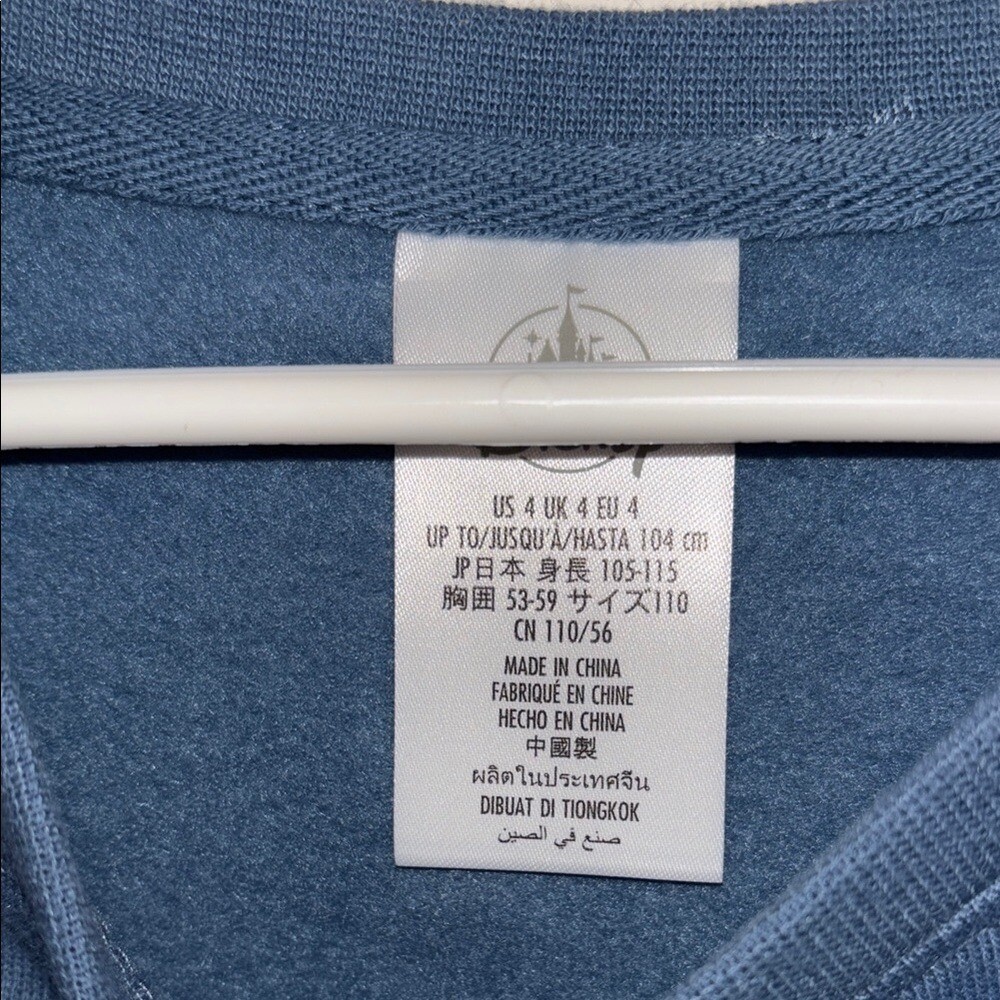 US 4 UK 4 EU 4
UP TO/JUSQU'À/HASTA 104 cm
JP日本 身長 105-115
胸囲 53-59 サイズ110
CN 110/56
MADE IN CHINA
FABRIQUÉ EN CHINE
HECHO EN CHINA
中國製
ผลิตในประเทศจีน
DIBUAT DI TIONGKOK
صنع في الصين